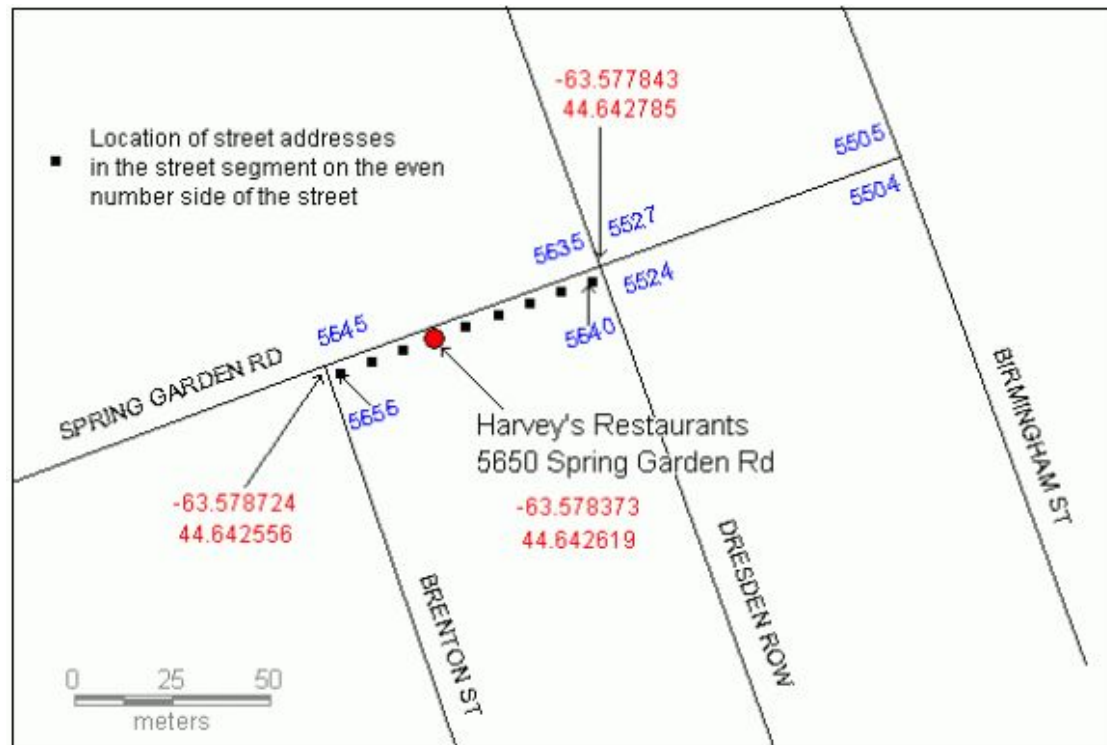 -63.577843
44.642785
Location of street addresses
in the street segment on the even
number side of the street
5505
5504
5527
5635
5524
5645
5640
SPRING GARDEN RD
5656
Harvey's Restaurants
5650 Spring Garden Rd
-63.578724
44.642556
-63.578373
44.642619
BIRMINGHAM ST
DRESDEN ROW
BRENTON ST
0 25 50
meters